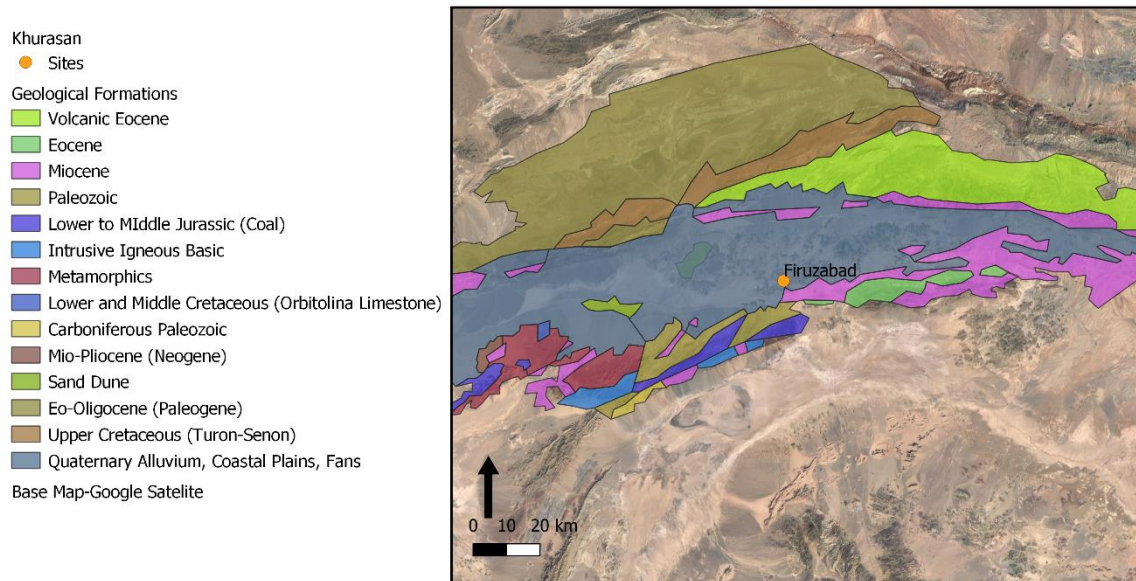 Khurasan
Sites
Geological Formations
Volcanic Eocene
Eocene
Miocene
Paleozoic
Lower to MIddle Jurassic (Coal)
Intrusive Igneous Basic
Metamorphics
Lower and Middle Cretaceous (Orbitolina Limestone)
Carboniferous Paleozoic
Mio-Pliocene (Neogene)
Sand Dune
Eo-Oligocene (Paleogene)
Upper Cretaceous (Turon-Senon)
Quaternary Alluvium, Coastal Plains, Fans
Base Map-Google Satelite
Firuzabad
0 10 20 km